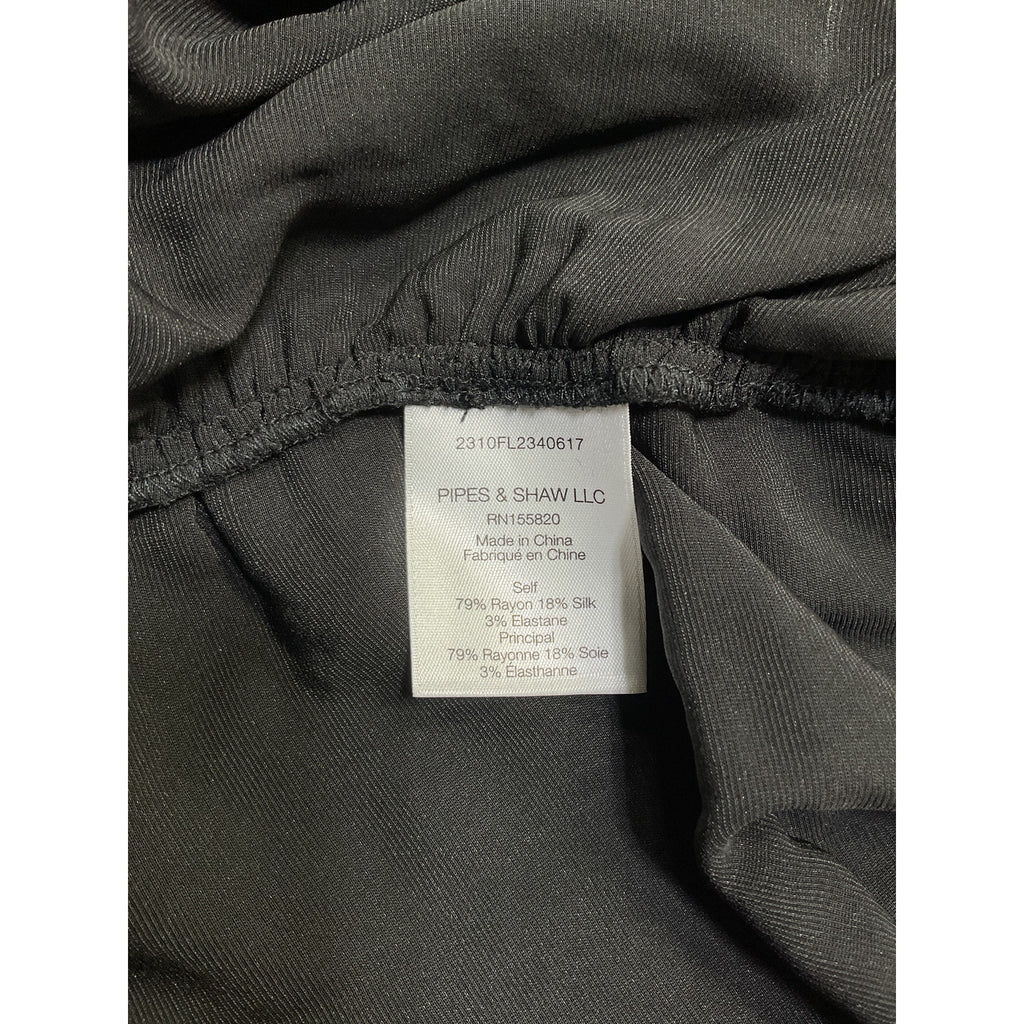 2310FL2340617
PIPES & SHAW LLC
RN155820
Made in China
Fabriqué en Chine
Self
79% Rayon 18% Silk
3% Elastane
Principal
79% Rayonne 18% Soie
3% Élasthanne